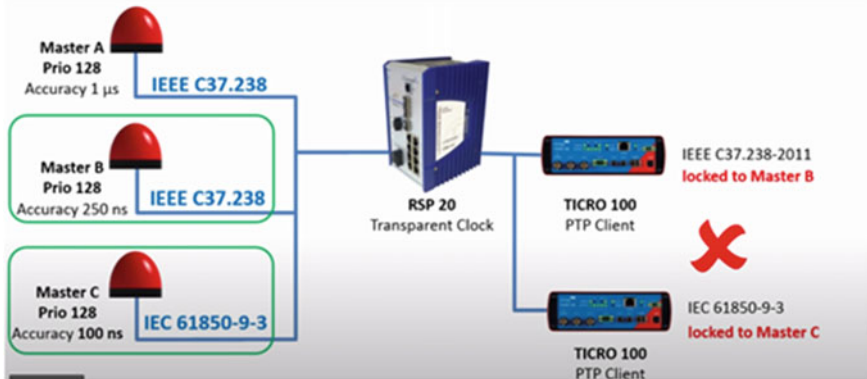 Master A
Prio 128
Accuracy 1 µs
IEEE C37.238
Master B
Prio 128
Accuracy 250 ns
IEEE C37.238
Master C
Prio 128
Accuracy 100 ns
IEC 61850-9-3
RSP 20
Transparent Clock
TICRO 100
PTP Client
IEEE C37.238-2011
locked to Master B
TICRO 100
PTP Client
IEC 61850-9-3
locked to Master C